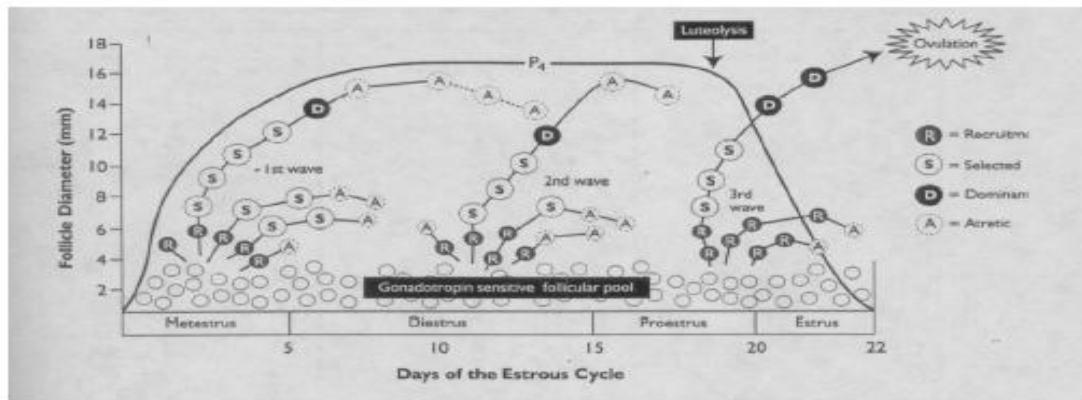 Luteolysis
Ovulation
18
16
14
12
10
8
6
4
2
Follicle Diameter (mm)
P4
A A A A A A
D D D D
S S S S S S S S S S
-1st wave
2nd wave
3rd
wave
R = Recruitme
S = Selected
D = Dominan
A = Atretic
Gonadotropin sensitive follicular pool
Metestrus Diestrus Proestrus Estrus
5 10 15 20 22
Days of the Estrous Cycle